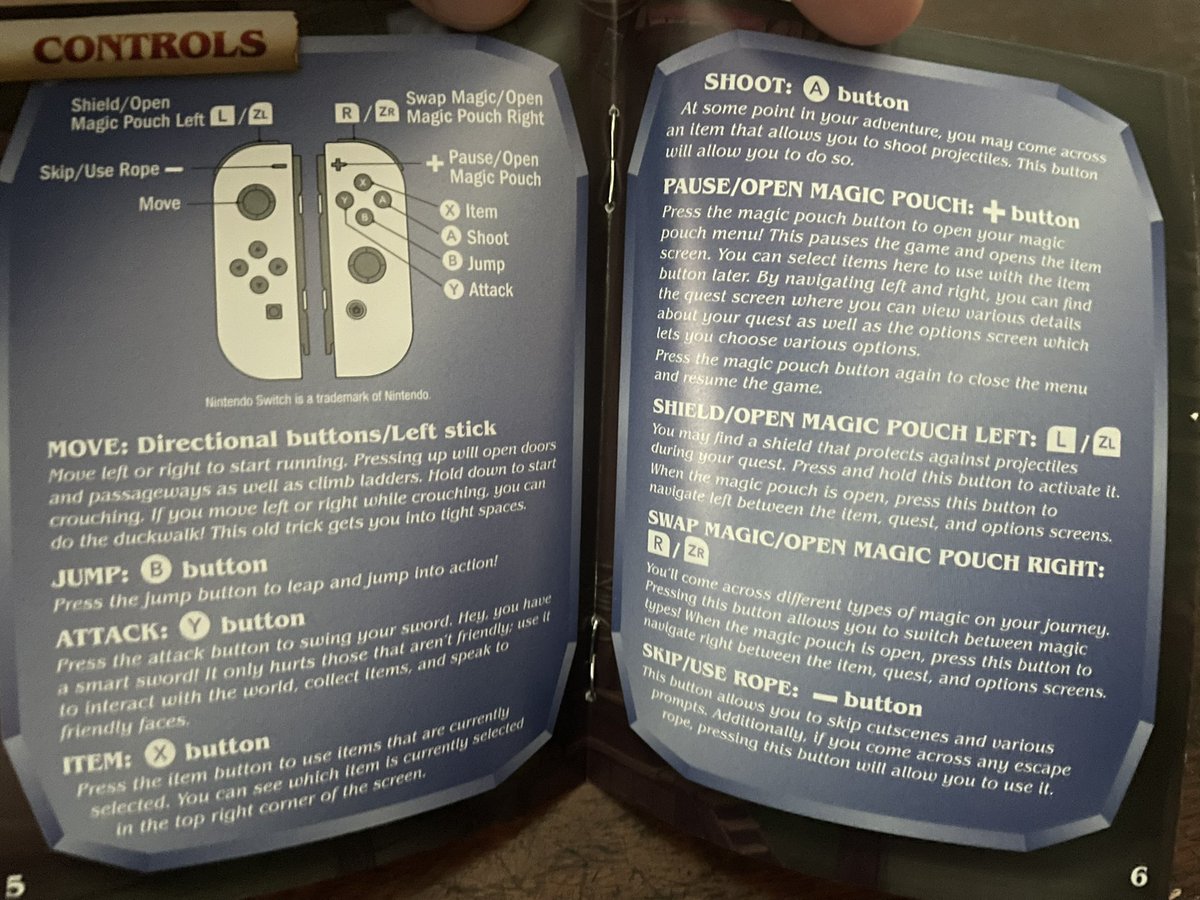 CONTROLS
Shield/Open
Magic Pouch Left L / ZL
R / ZR Swap Magic/Open
Magic Pouch Right
Skip/Use Rope −
+ Pause/Open
Magic Pouch
Move
X Item
A Shoot
B Jump
Y Attack
X
Y A
B
Nintendo Switch is a trademark of Nintendo.
MOVE: Directional buttons/Left stick
Move left or right to start running. Pressing up will open doors
and passageways as well as climb ladders. Hold down to start
crouching. If you move left or right while crouching, you can
do the duckwalk! This old trick gets you into tight spaces.
JUMP: B button
Press the jump button to leap and jump into action!
ATTACK: Y button
Press the attack button to swing your sword. Hey, you have
a smart sword! It only hurts those that aren't friendly; use it
to interact with the world, collect items, and speak to
friendly faces.
ITEM: X button
Press the item button to use items that are currently
selected. You can see which item is currently selected
in the top right corner of the screen.
5
SHOOT: A button
At some point in your adventure, you may come across
an item that allows you to shoot projectiles. This button
will allow you to do so.
PAUSE/OPEN MAGIC POUCH: + button
Press the magic pouch button to open your magic
pouch menu! This pauses the game and opens the item
screen. You can select items here to use with the item
button later. By navigating left and right, you can find
the quest screen where you can view various details
about your quest as well as the options screen which
lets you choose various options.
Press the magic pouch button again to close the menu
and resume the game.
SHIELD/OPEN MAGIC POUCH LEFT: L / ZL
You may find a shield that protects against projectiles
during your quest. Press and hold this button to activate it.
When the magic pouch is open, press this button to
navigate left between the item, quest, and options screens.
SWAP MAGIC/OPEN MAGIC POUCH RIGHT:
R / ZR
You'll come across different types of magic on your journey.
Pressing this button allows you to switch between magic
types! When the magic pouch is open, press this button to
navigate right between the item, quest, and options screens.
SKIP/USE ROPE: − button
This button allows you to skip cutscenes and various
prompts. Additionally, if you come across any escape
rope, pressing this button will allow you to use it.
6